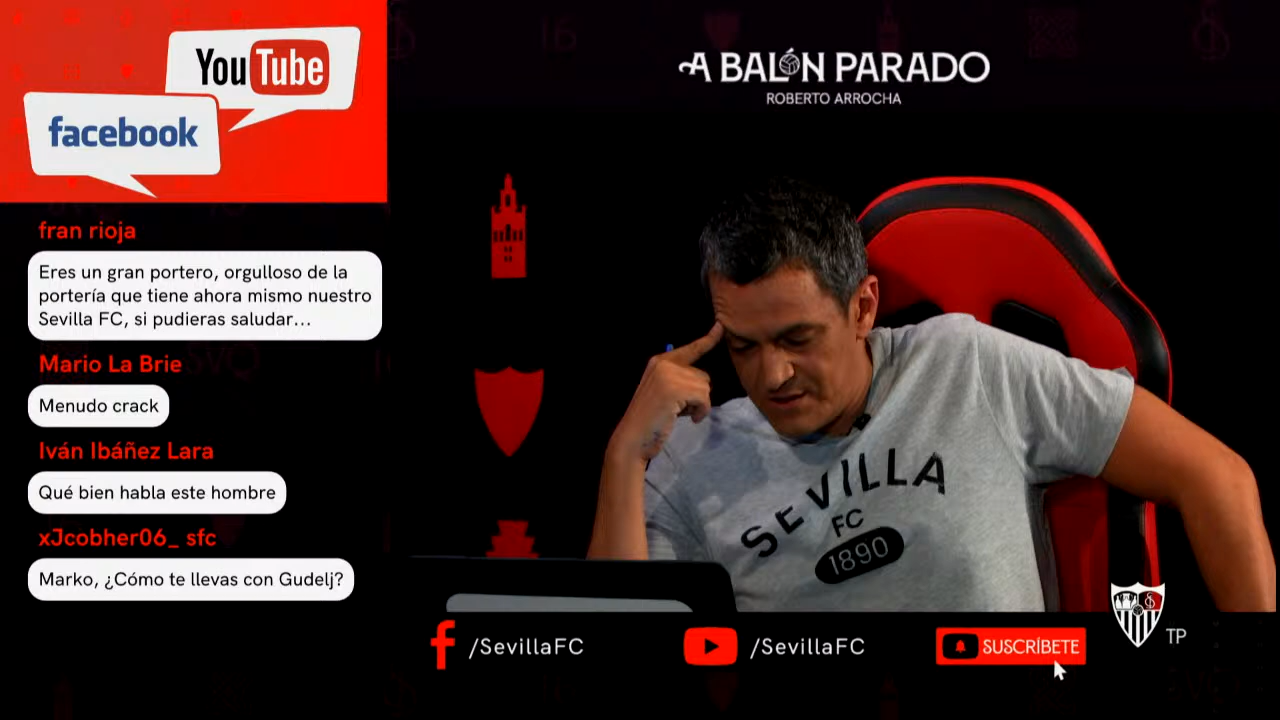 YouTube
facebook
A BALÓN PARADO
ROBERTO ARROCHA
fran rioja
Eres un gran portero, orgulloso de la
portería que tiene ahora mismo nuestro
Sevilla FC, si pudieras saludar...
Mario La Brie
Menudo crack
Iván Ibáñez Lara
Qué bien habla este hombre
xJcobher06_ sfc
Marko, ¿Cómo te llevas con Gudelj?
SEVILLA
FC
1890
/SevillaFC
/SevillaFC
SUSCRÍBETE
TP